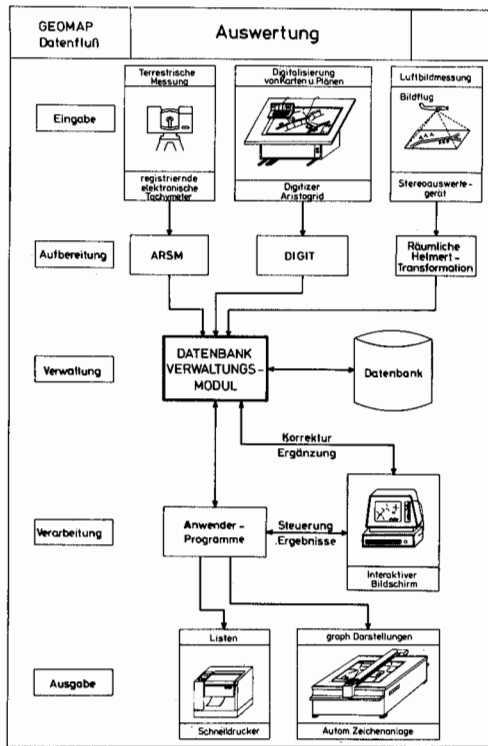 GEOMAP
Datenfluß
Auswertung
Eingabe
Terrestrische
Messung
registrierende
elektronische
Tachymeter
Digitalisierung
von Karten u Plänen
Digitizer
Aristogrid
Luftbildmessung
Bildflug
Stereoauswerte-
gerät
Aufbereitung
ARSM
DIGIT
Räumliche
Helmert-
Transformation
Verwaltung
DATENBANK
VERWALTUNGS-
MODUL
Datenbank
Korrektur
Ergänzung
Verarbeitung
Anwender-
Programme
Steuerung
Ergebnisse
Interaktiver
Bildschirm
Ausgabe
Listen
Schnelldrucker
graph Darstellungen
Autom Zeichenanlage